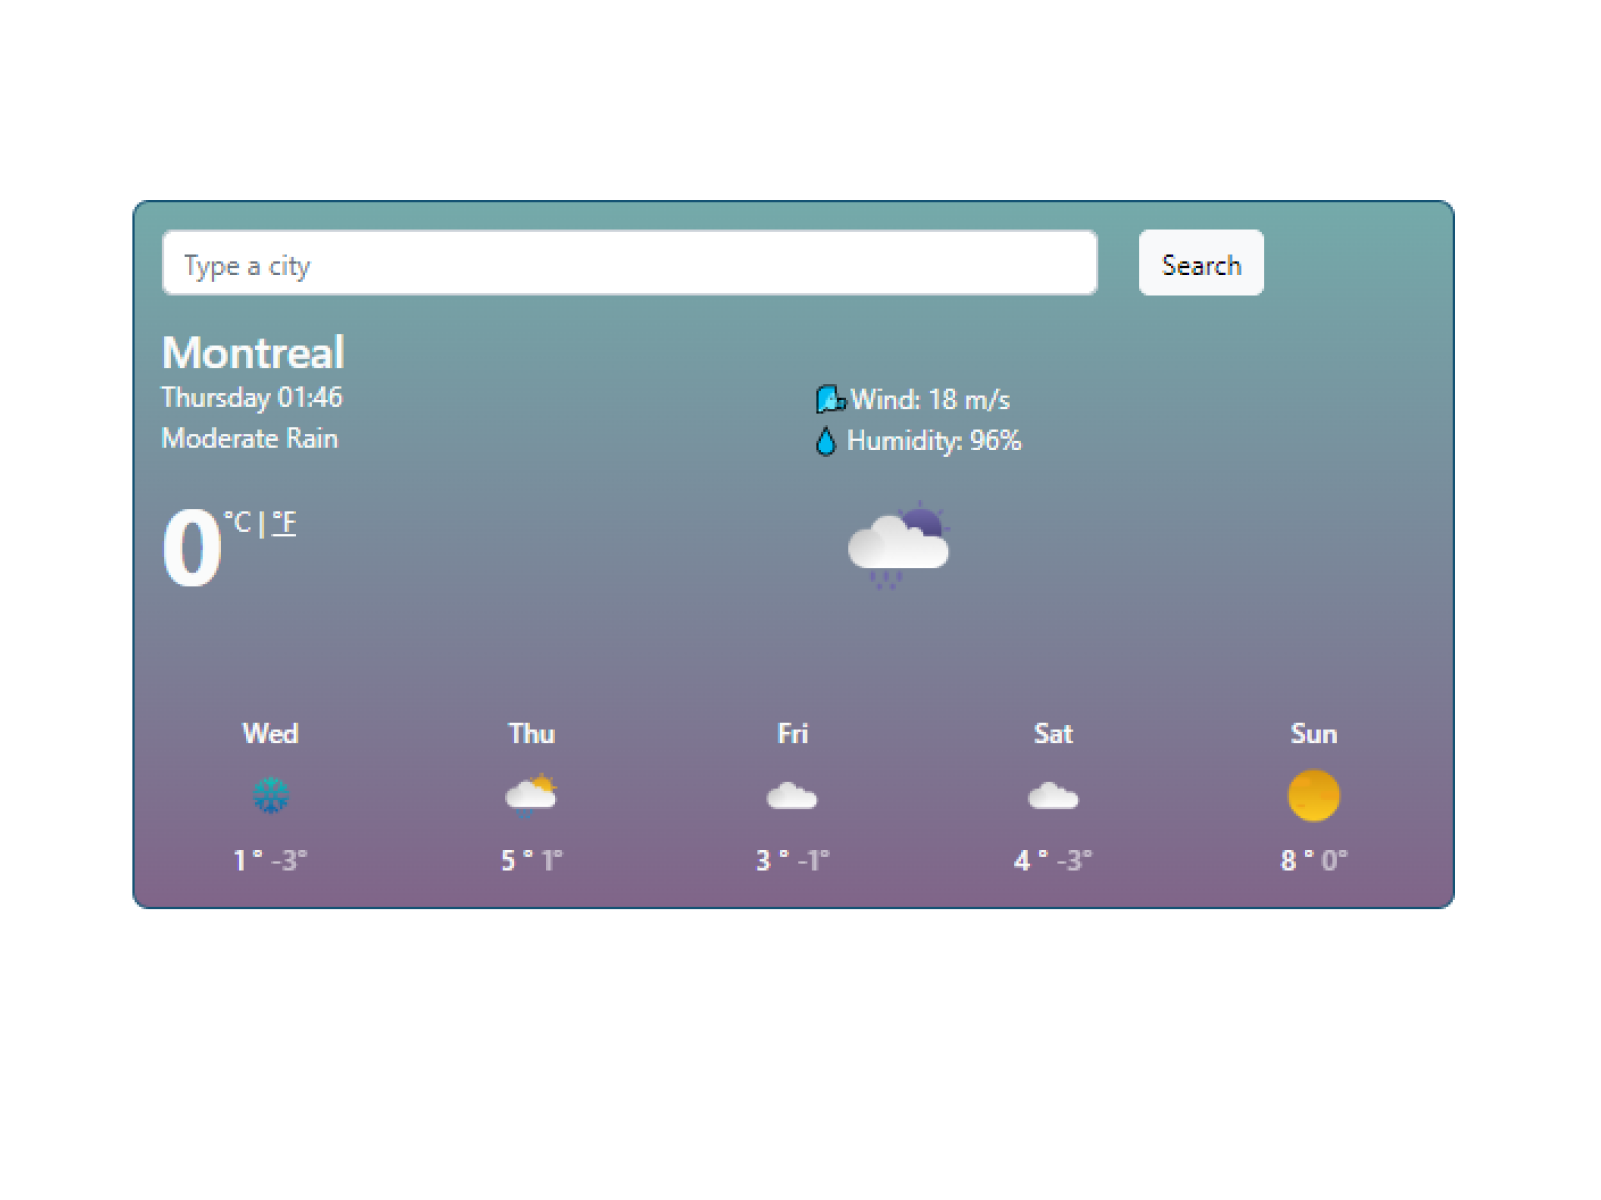 Type a city
Search
Montreal
Thursday 01:46
Moderate Rain
Wind: 18 m/s
Humidity: 96%
0 °C | °F
Wed Thu Fri Sat Sun
1 ° -3° 5 ° 1° 3 ° -1° 4 ° -3° 8 ° 0°